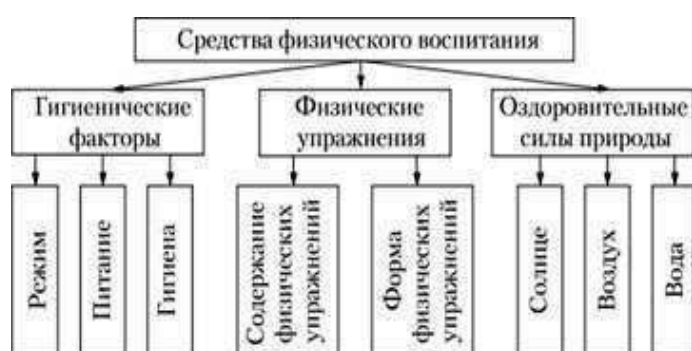 Средства физического воспитания
Гигиенические
факторы
Физические
упражнения
Оздоровительные
силы природы
Режим
Питание
Гигиена
Содержание
физических
упражнений
Форма
физических
упражнений
Солнце
Воздух
Вода